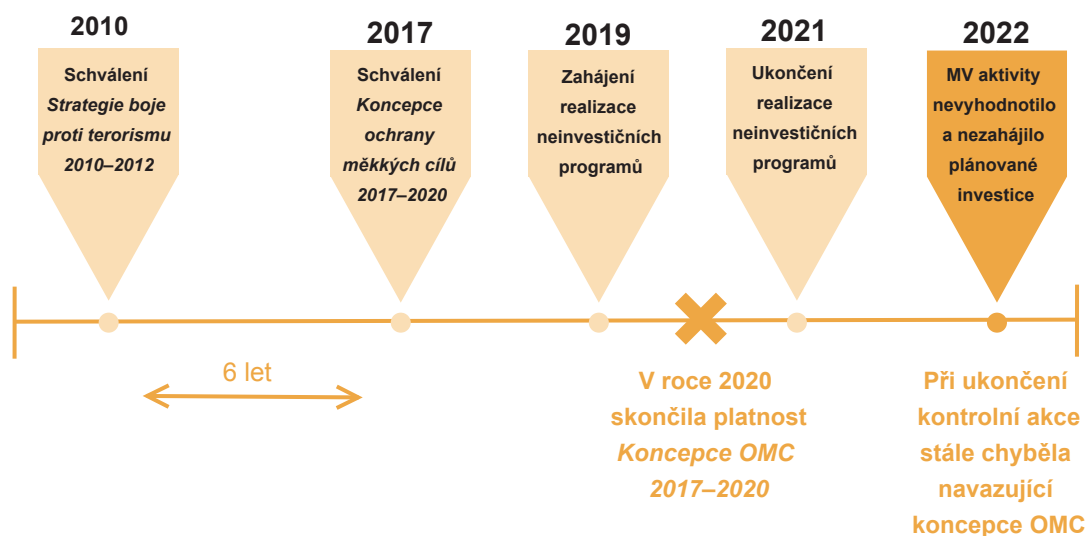 2010
Schválení
Strategie boje
proti terorismu
2010–2012
2017
Schválení
Koncepce
ochrany
měkkých cílů
2017–2020
2019
Zahájení
realizace
neinvestičních
programů
2021
Ukončení
realizace
neinvestičních
programů
2022
MV aktivity
nevyhodnotilo
a nezahájilo
plánované
investice
6 let
V roce 2020
skončila platnost
Koncepce OMC
2017–2020
Při ukončení
kontrolní akce
stále chyběla
navazující
koncepce OMC